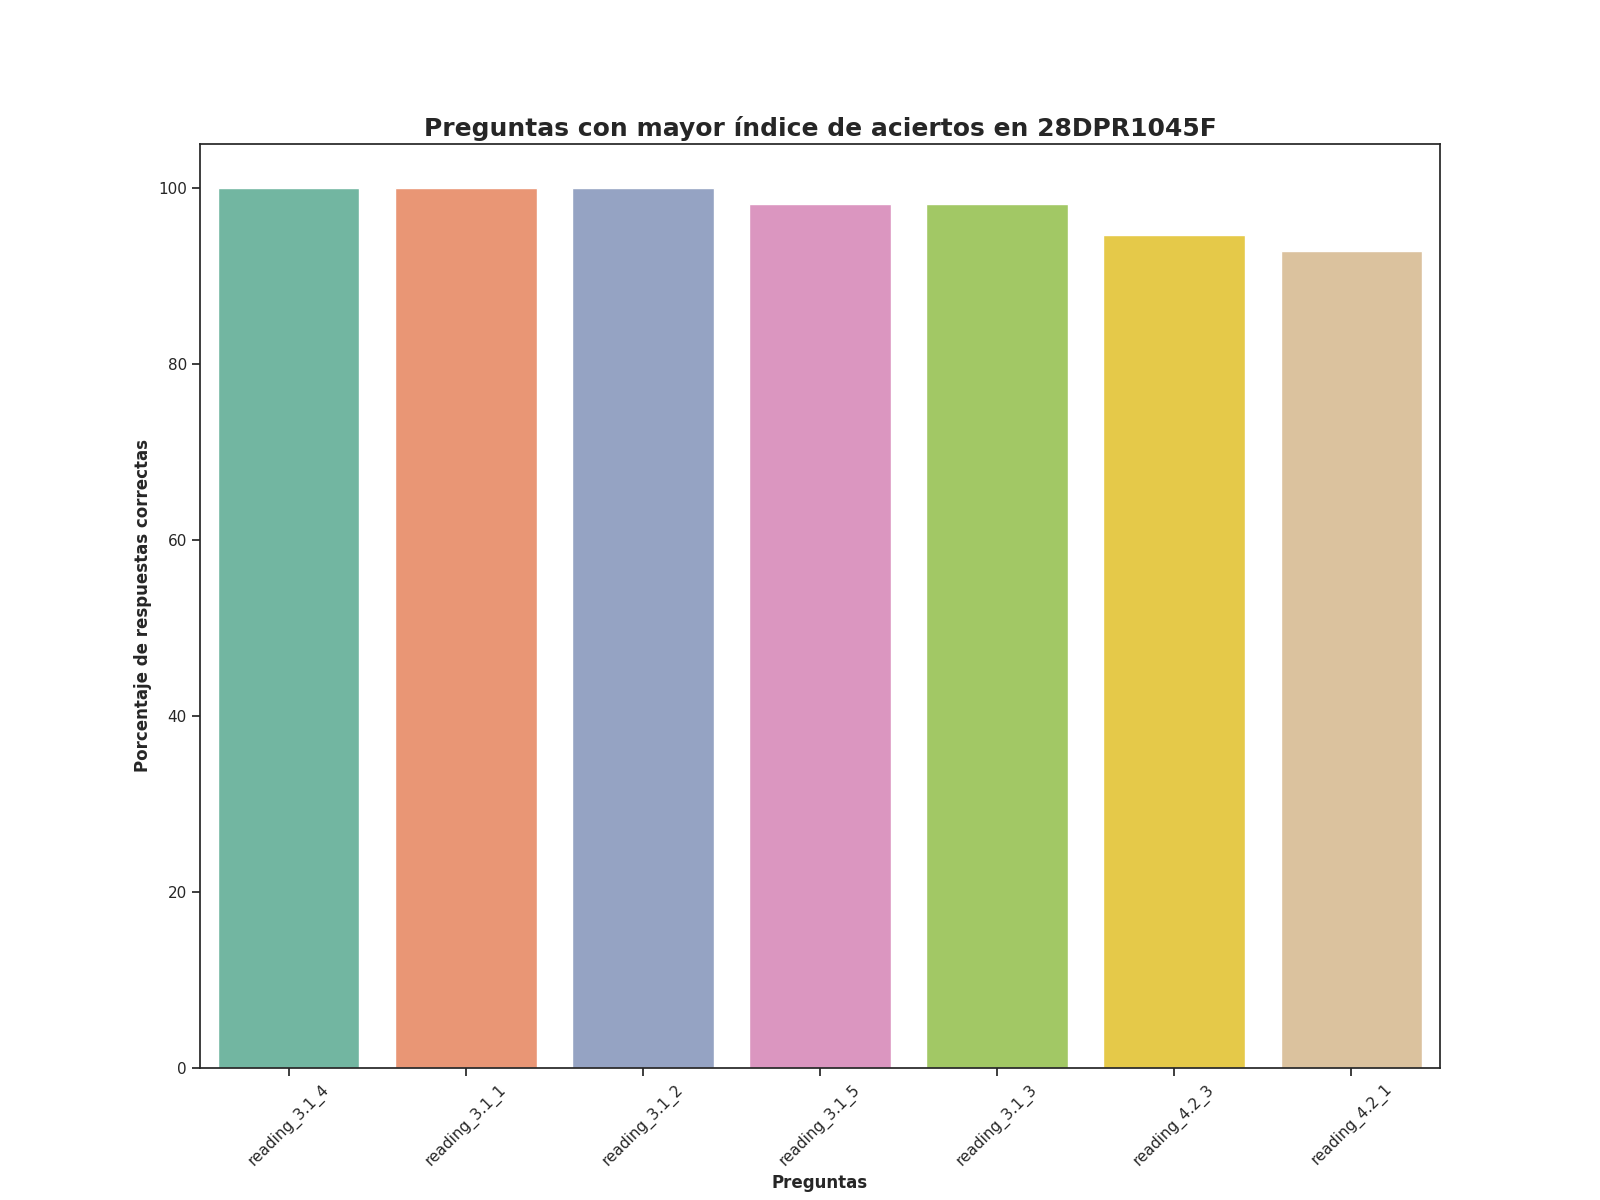 Preguntas con mayor índice de aciertos en 28DPR1045F
Porcentaje de respuestas correctas
100
80
60
40
20
0
reading_3.1_4
reading_3.1_1
reading_3.1_2
reading_3.1_5
reading_3.1_3
reading_4.2_3
reading_4.2_1
Preguntas